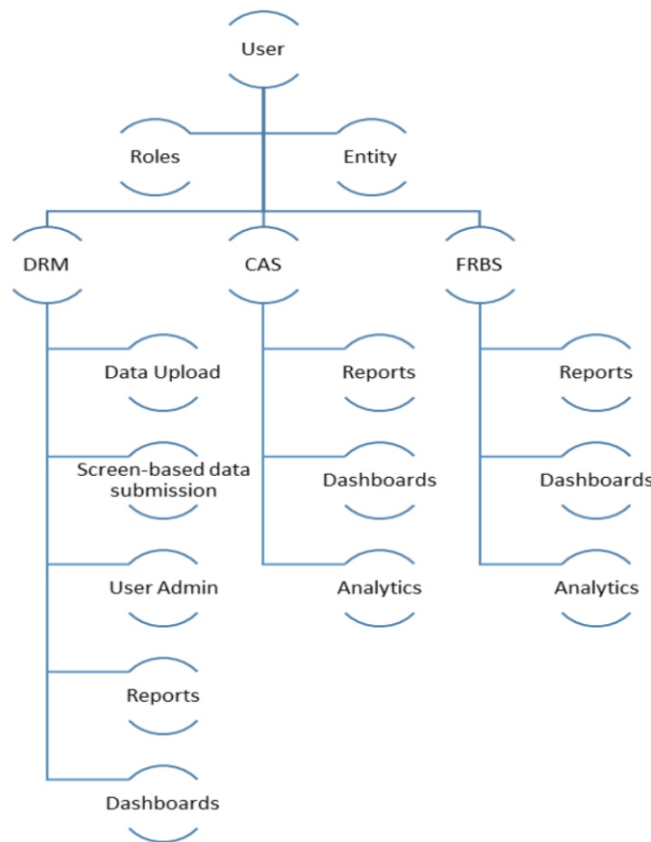 User
Roles
Entity
DRM
CAS
FRBS
Data Upload
Reports
Reports
Screen-based data
submission
Dashboards
Dashboards
User Admin
Analytics
Analytics
Reports
Dashboards